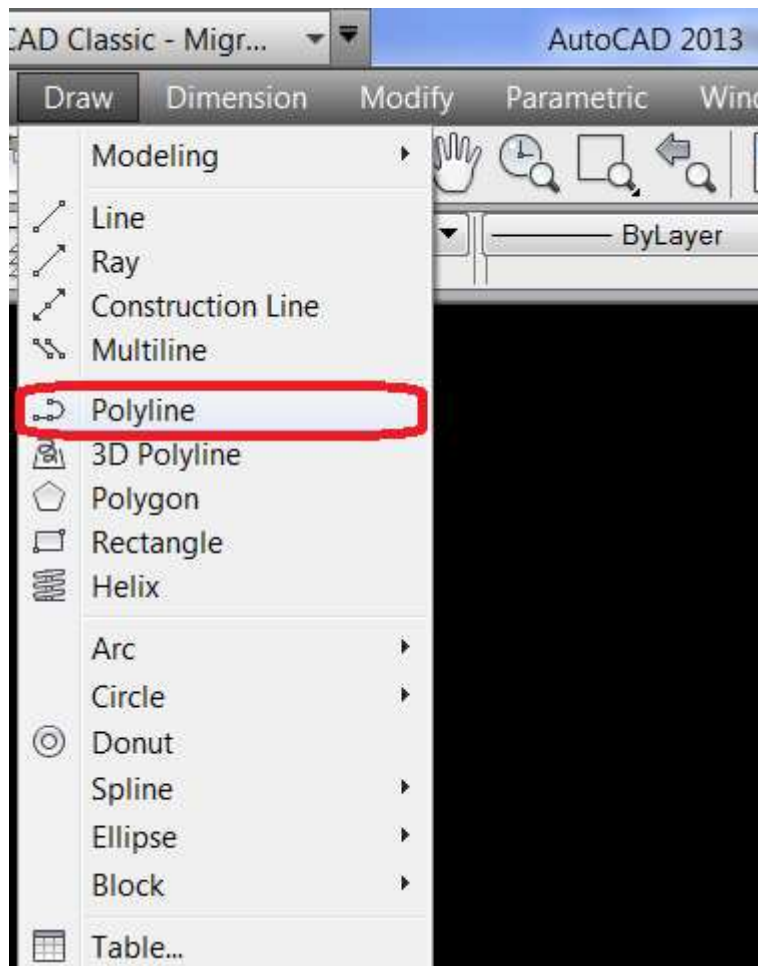 CAD Classic - Migr... AutoCAD 2013
Draw Dimension Modify Parametric
Modeling
Line
ByLayer
Ray
Construction Line
Multiline
Polyline
3D Polyline
Polygon
Rectangle
Helix
Arc
Circle
Donut
Spline
Ellipse
Block
Table...